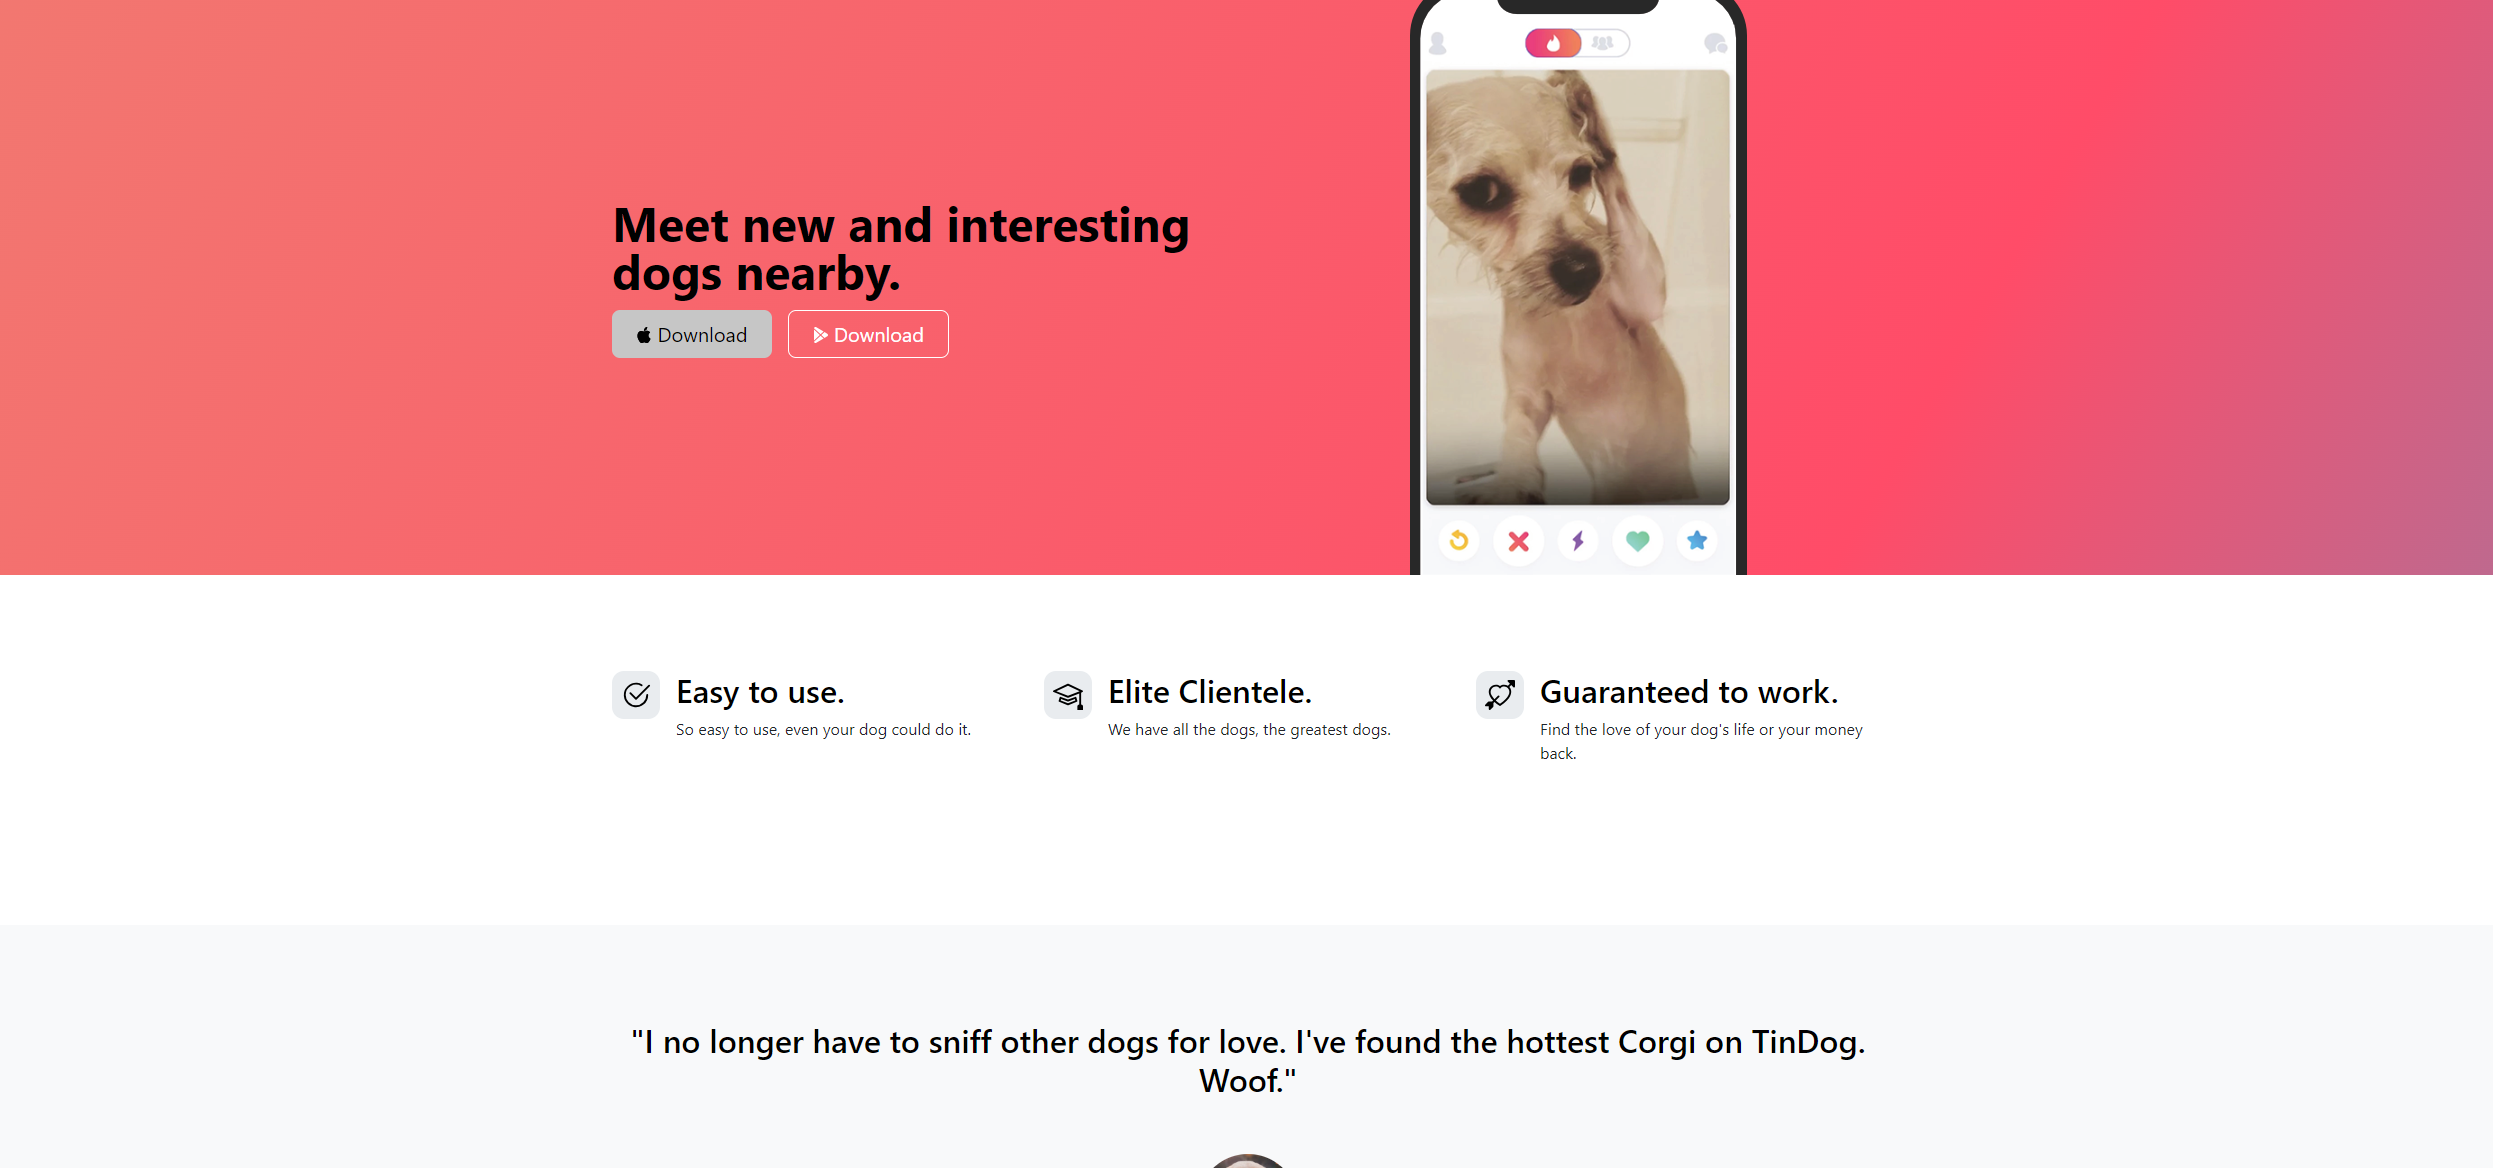 Meet new and interesting
dogs nearby.
Download
Download
Easy to use.
So easy to use, even your dog could do it.
Elite Clientele.
We have all the dogs, the greatest dogs.
Guaranteed to work.
Find the love of your dog's life or your money
back.
"I no longer have to sniff other dogs for love. I've found the hottest Corgi on TinDog.
Woof."